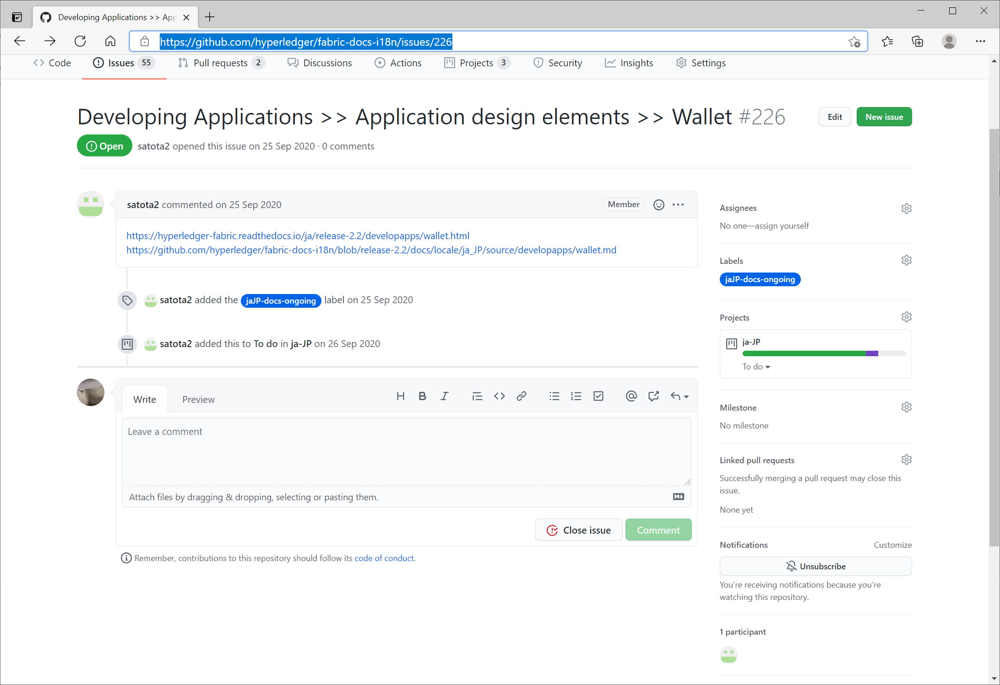 Developing Applications >> App
https://github.com/hyperledger/fabric-docs-i18n/issues/226
Code
Issues 55
Pull requests 2
Discussions
Actions
Projects 3
Security
Insights
Settings
Developing Applications >> Application design elements >> Wallet #226
Edit
New issue
Open
satota2 opened this issue on 25 Sep 2020 · 0 comments
satota2 commented on 25 Sep 2020
Member
https://hyperledger-fabric.readthedocs.io/ja/release-2.2/developapps/wallet.html
https://github.com/hyperledger/fabric-docs-i18n/blob/release-2.2/docs/locale/ja_JP/source/developapps/wallet.md
satota2 added the jaJP-docs-ongoing label on 25 Sep 2020
satota2 added this to To do in ja-JP on 26 Sep 2020
Write
Preview
Leave a comment
Attach files by dragging & dropping, selecting or pasting them.
Close issue
Comment
Remember, contributions to this repository should follow its code of conduct.
Assignees
No one—assign yourself
Labels
jaJP-docs-ongoing
Projects
ja-JP
To do
Milestone
No milestone
Linked pull requests
Successfully merging a pull request may close this
issue.
None yet
Notifications
Customize
Unsubscribe
You’re receiving notifications because you’re
watching this repository.
1 participant